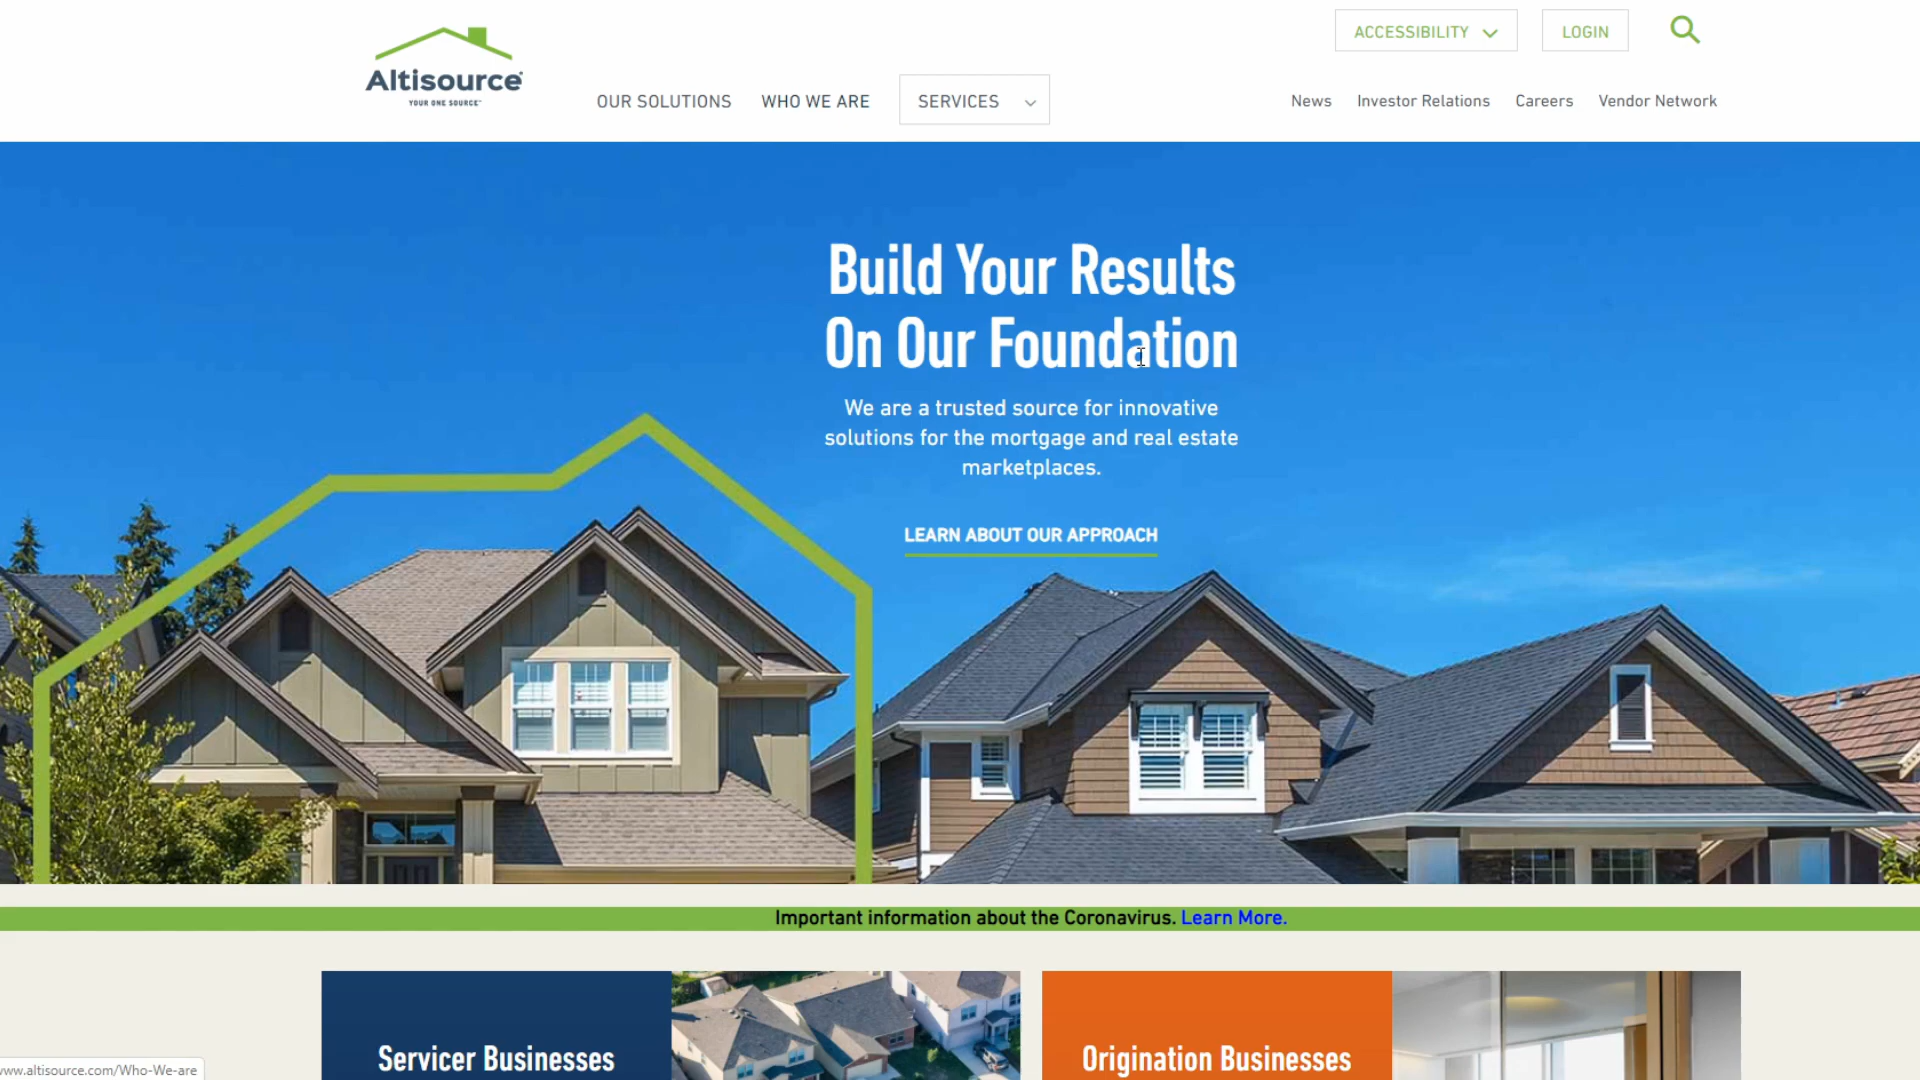 ACCESSIBILITY
LOGIN
Altisource
YOUR ONE SOURCE
OUR SOLUTIONS
WHO WE ARE
SERVICES
News
Investor Relations
Careers
Vendor Network
Build Your Results
On Our Foundation
We are a trusted source for innovative
solutions for the mortgage and real estate
marketplaces.
LEARN ABOUT OUR APPROACH
Important information about the Coronavirus. Learn More.
Servicer Businesses
Origination Businesses
www.altisource.com/Who-We-are